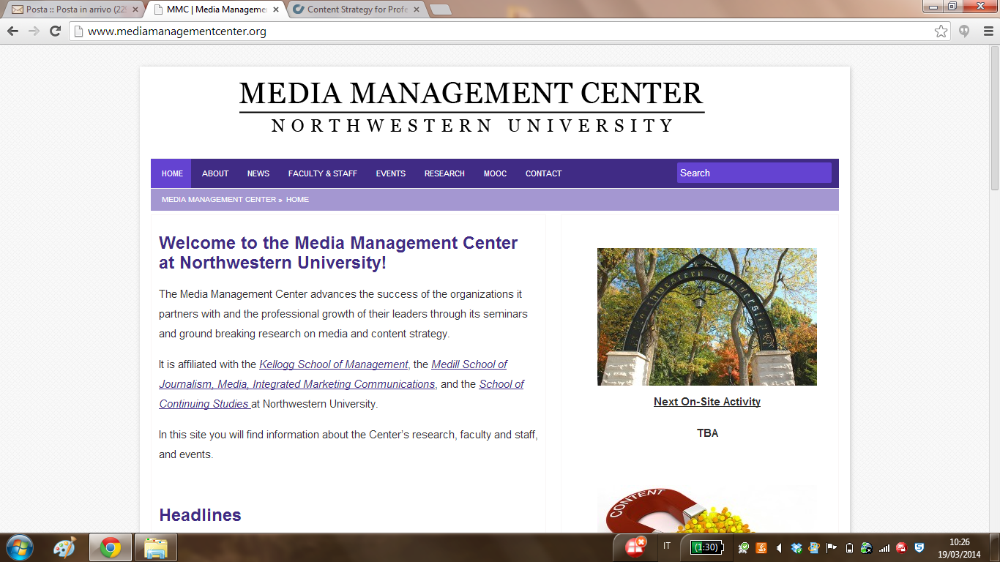 Posta :: Posta in arrivo (22
MMC | Media Managemen
Content Strategy for Profe
www.mediamanagementcenter.org
MEDIA MANAGEMENT CENTER
NORTHWESTERN UNIVERSITY
HOME ABOUT NEWS FACULTY & STAFF EVENTS RESEARCH MOOC CONTACT Search
MEDIA MANAGEMENT CENTER » HOME
Welcome to the Media Management Center
at Northwestern University!
The Media Management Center advances the success of the organizations it
partners with and the professional growth of their leaders through its seminars
and ground breaking research on media and content strategy.
It is affiliated with the Kellogg School of Management, the Medill School of
Journalism, Media, Integrated Marketing Communications, and the School of
Continuing Studies at Northwestern University.
In this site you will find information about the Center's research, faculty and staff,
and events.
Headlines
Northwestern University
Next On-Site Activity
TBA
CONTENT
IT
(1:30)
10:26
19/03/2014